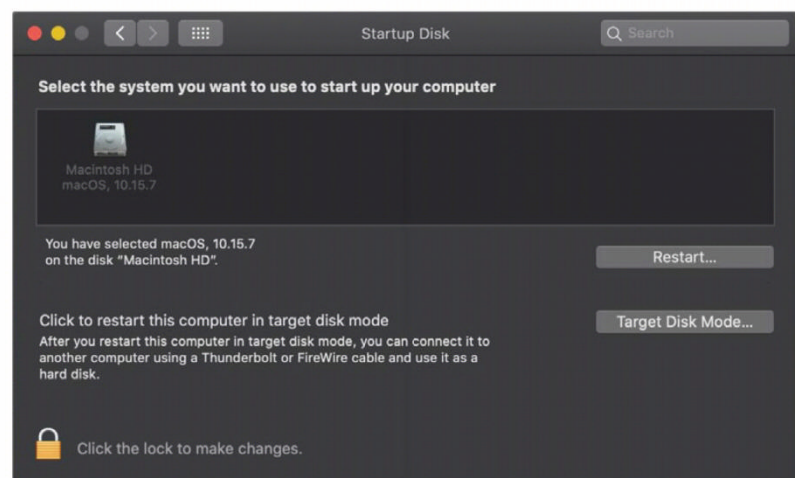 Startup Disk
Search
Select the system you want to use to start up your computer
Macintosh HD
macOS, 10.15.7
You have selected macOS, 10.15.7
on the disk “Macintosh HD”.
Restart...
Click to restart this computer in target disk mode
Target Disk Mode...
After you restart this computer in target disk mode, you can connect it to
another computer using a Thunderbolt or FireWire cable and use it as a
hard disk.
Click the lock to make changes.